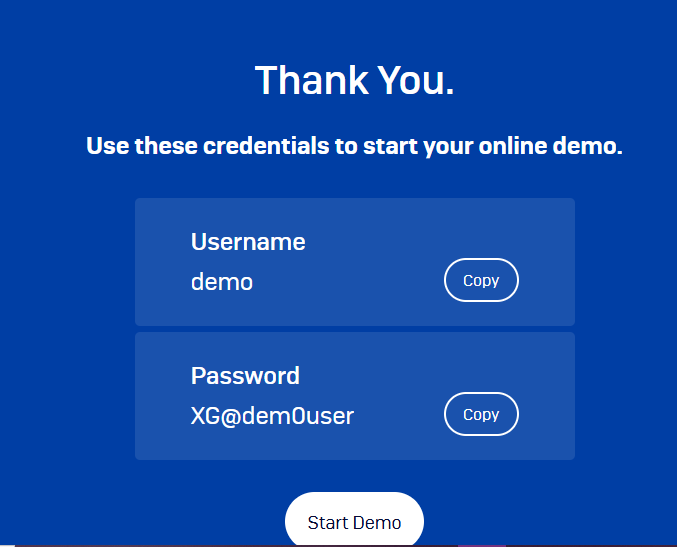 Thank You.
Use these credentials to start your online demo.
Username
demo
Copy
Password
XG@dem0user
Copy
Start Demo